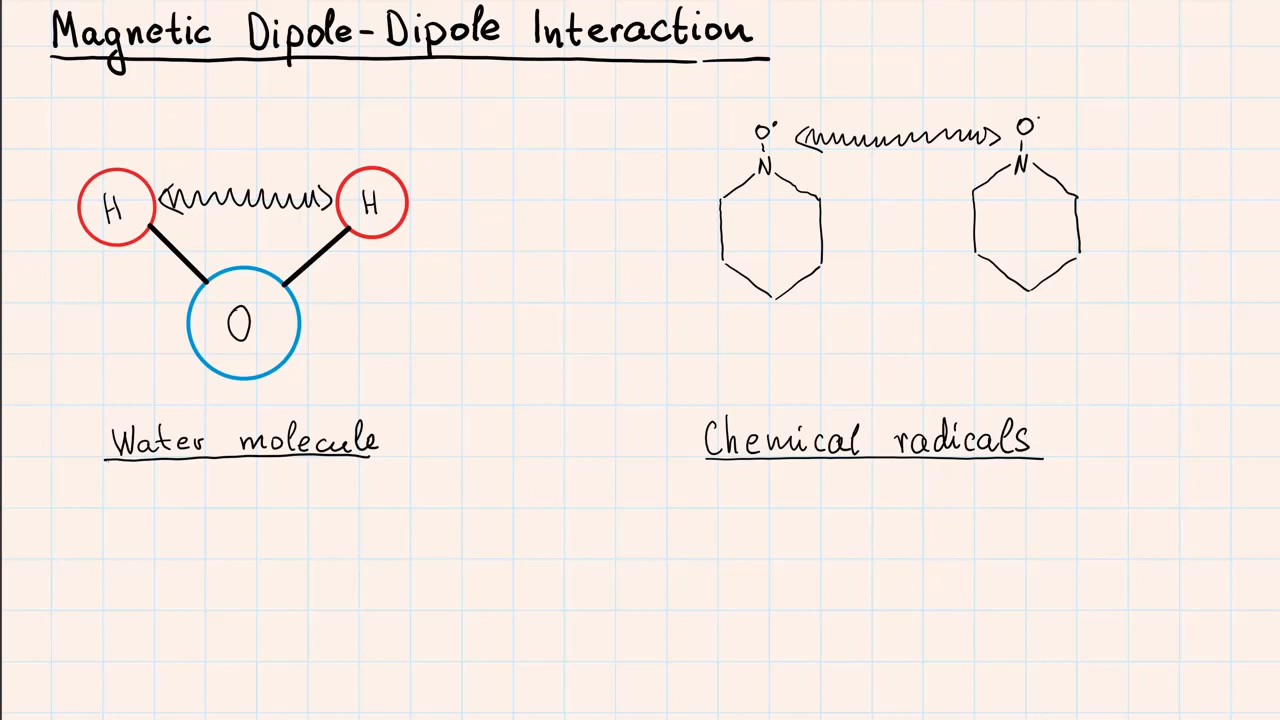 Magnetic Dipole-Dipole Interaction
O· O·
N N
H H
O
Water molecule Chemical radicals